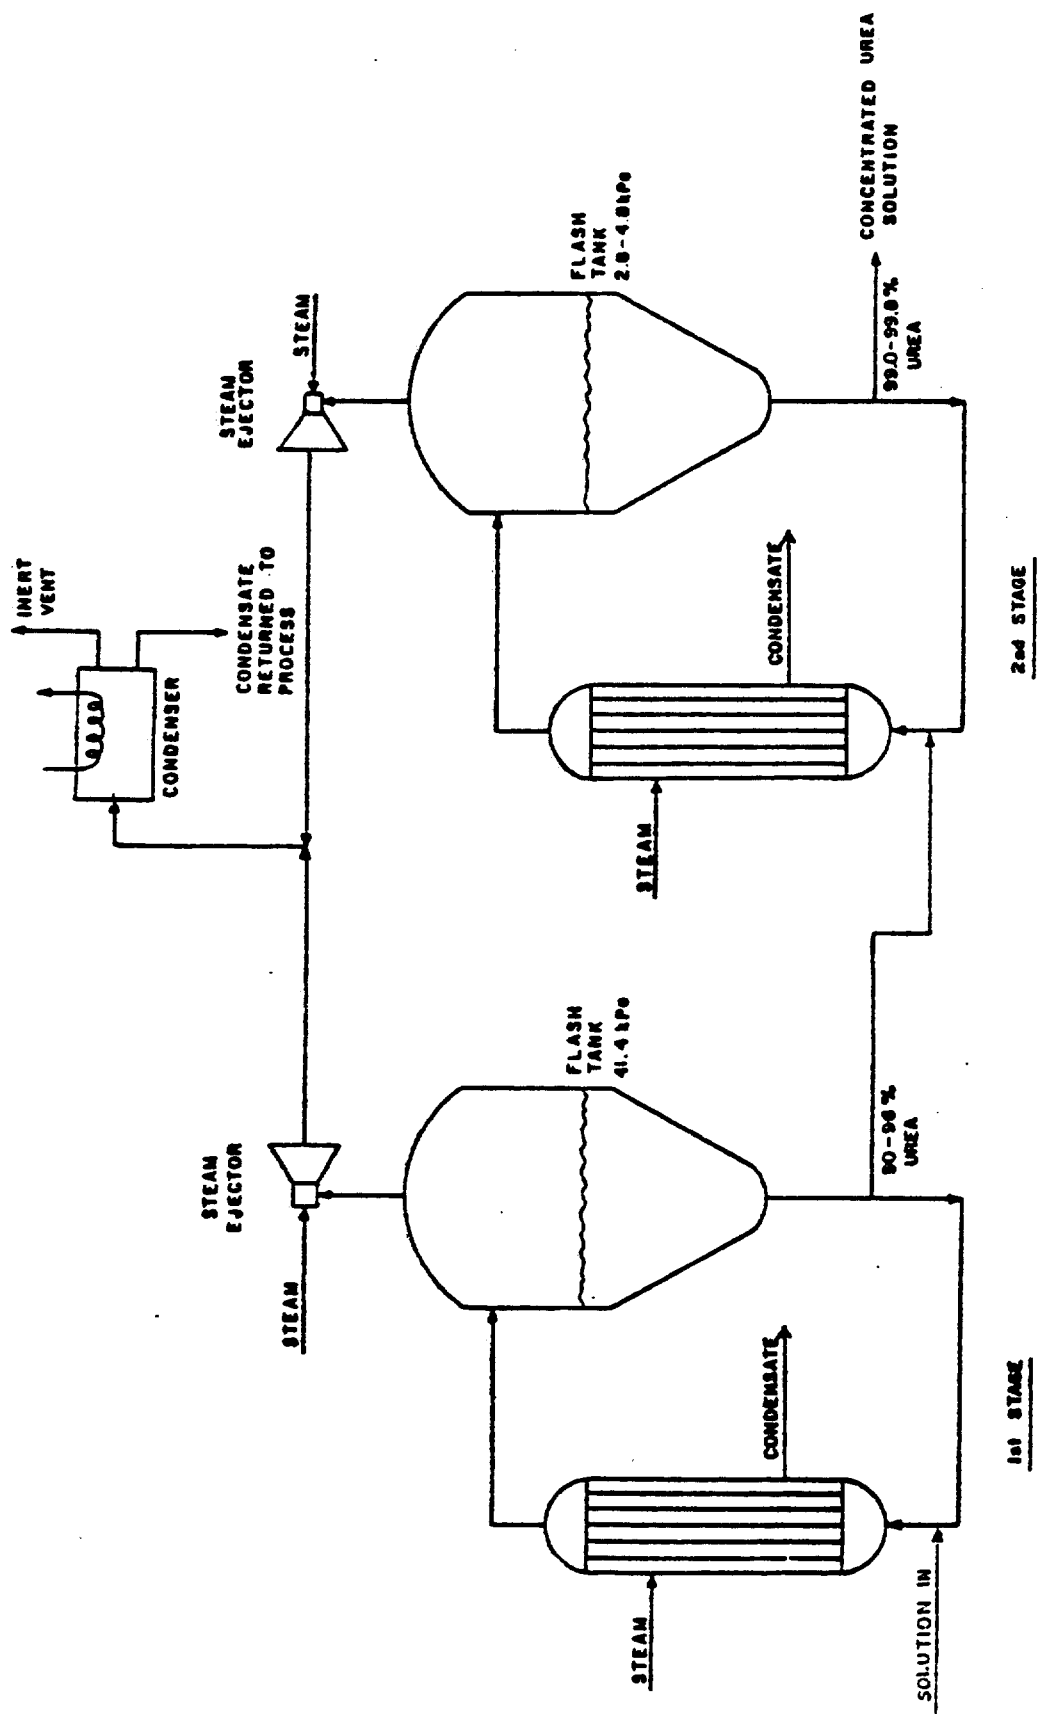 INERT
VENT
CONDENSER
CONDENSATE
RETURNED TO
PROCESS
STEAM
EJECTOR
STEAM
STEAM
EJECTOR
STEAM
FLASH
TANK
41.4 kPa
FLASH
TANK
2.8-4.8kPa
STEAM
CONDENSATE
STEAM
CONDENSATE
SOLUTION IN
90-96%
UREA
99.0-99.8%
UREA
CONCENTRATED UREA
SOLUTION
1st STAGE
2nd STAGE